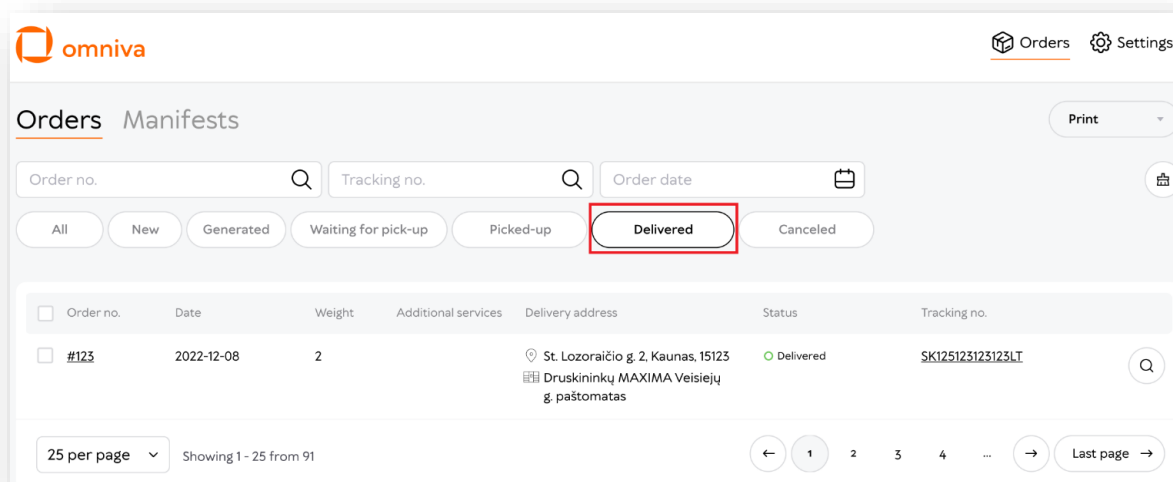 omniva
Orders Settings
Orders Manifests
Print
Order no. Tracking no. Order date
All New Generated Waiting for pick-up Picked-up Delivered Canceled
Order no. Date Weight Additional services Delivery address Status Tracking no.
#123 2022-12-08 2 St. Lozoraičio g. 2, Kaunas, 15123 Delivered SK125123123123LT
Druskininkų MAXIMA Veisiejų
g. paštomatas
25 per page Showing 1 - 25 from 91 ← 1 2 3 4 ... → Last page →